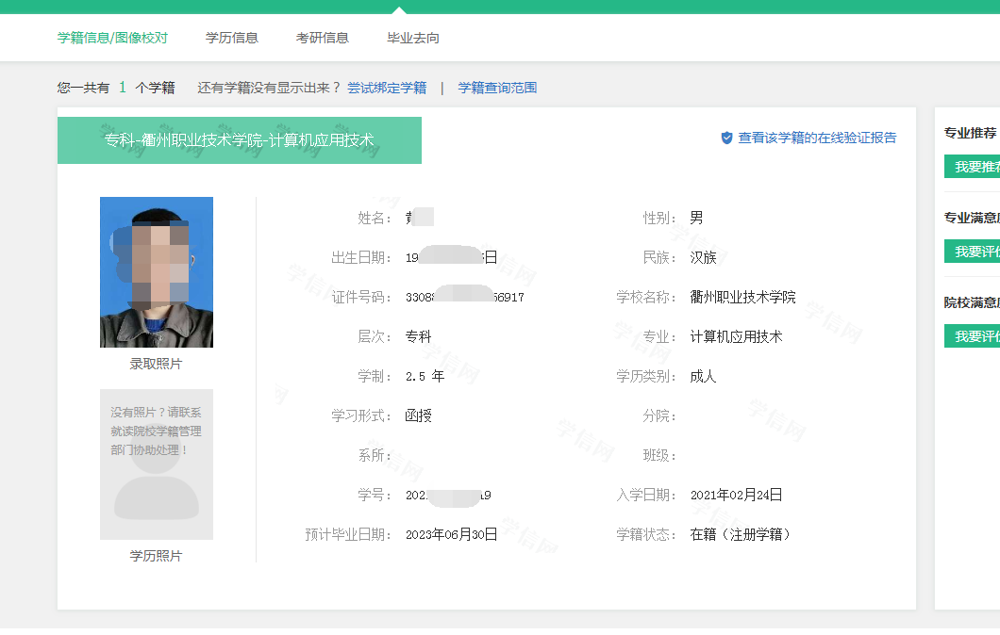 学籍信息/图像校对 学历信息 考研信息 毕业去向
您一共有 1 个学籍 还有学籍没有显示出来？ 尝试绑定学籍 | 学籍查询范围
专科-衢州职业技术学院-计算机应用技术
查看该学籍的在线验证报告
录取照片
没有照片？请联系
就读院校学籍管理
部门协助处理！
学历照片
姓名： 性别： 男
出生日期： 19 日 民族： 汉族
证件号码： 3308 56917 学校名称： 衢州职业技术学院
层次： 专科 专业： 计算机应用技术
学制： 2.5 年 学历类别： 成人
学习形式： 函授 分院：
系所： 班级：
学号： 202 19 入学日期： 2021年02月24日
预计毕业日期： 2023年06月30日 学籍状态： 在籍（注册学籍）
专业推荐
我要推荐
专业满意
我要评
院校满意
我要评
学信网